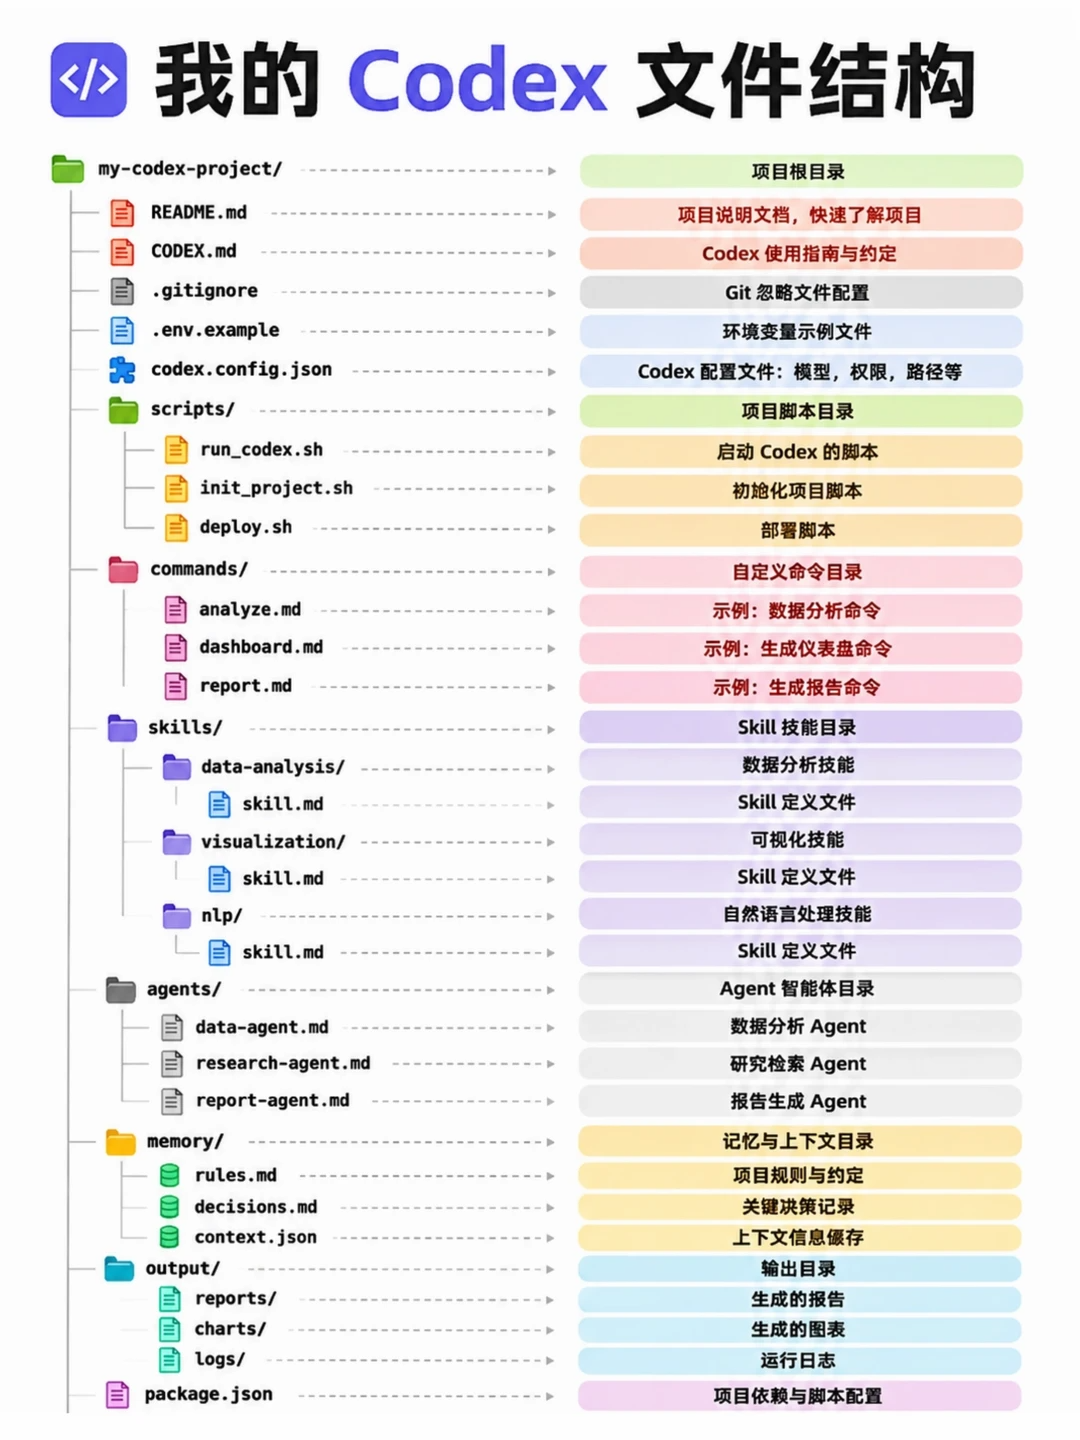 </> 我的 Codex 文件结构
my-codex-project/ 项目根目录
README.md 项目说明文档，快速了解项目
CODEX.md Codex 使用指南与约定
.gitignore Git 忽略文件配置
.env.example 环境变量示例文件
codex.config.json Codex 配置文件：模型，权限，路径等
scripts/ 项目脚本目录
run_codex.sh 启动 Codex 的脚本
init_project.sh 初始化项目脚本
deploy.sh 部署脚本
commands/ 自定义命令目录
analyze.md 示例：数据分析命令
dashboard.md 示例：生成仪表盘命令
report.md 示例：生成报告命令
skills/ Skill 技能目录
data-analysis/ 数据分析技能
skill.md Skill 定义文件
visualization/ 可视化技能
skill.md Skill 定义文件
nlp/ 自然语言处理技能
skill.md Skill 定义文件
agents/ Agent 智能体目录
data-agent.md 数据分析 Agent
research-agent.md 研究检索 Agent
report-agent.md 报告生成 Agent
memory/ 记忆与上下文目录
rules.md 项目规则与约定
decisions.md 关键决策记录
context.json 上下文信息存
output/ 输出目录
reports/ 生成的报告
charts/ 生成的图表
logs/ 运行日志
package.json 项目依赖与脚本配置